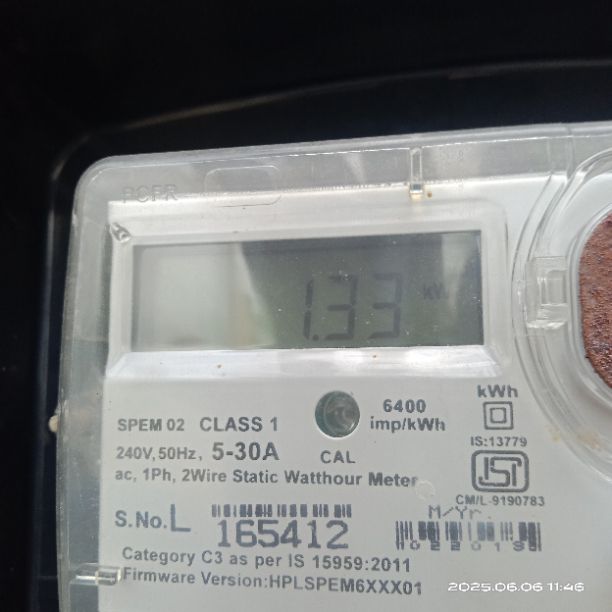 1.33 kW
SPEM 02 CLASS 1
6400
imp/kWh
kWh
240V, 50Hz, 5-30A
CAL
IS:13779
ac, 1Ph, 2Wire Static Watthour Meter
ISI
CM/L-9190783
S.No.L 165412
M/Yr.
Category C3 as per IS 15959:2011
Firmware Version:HPLSPEM6XXX01
2025.06.06 11:46